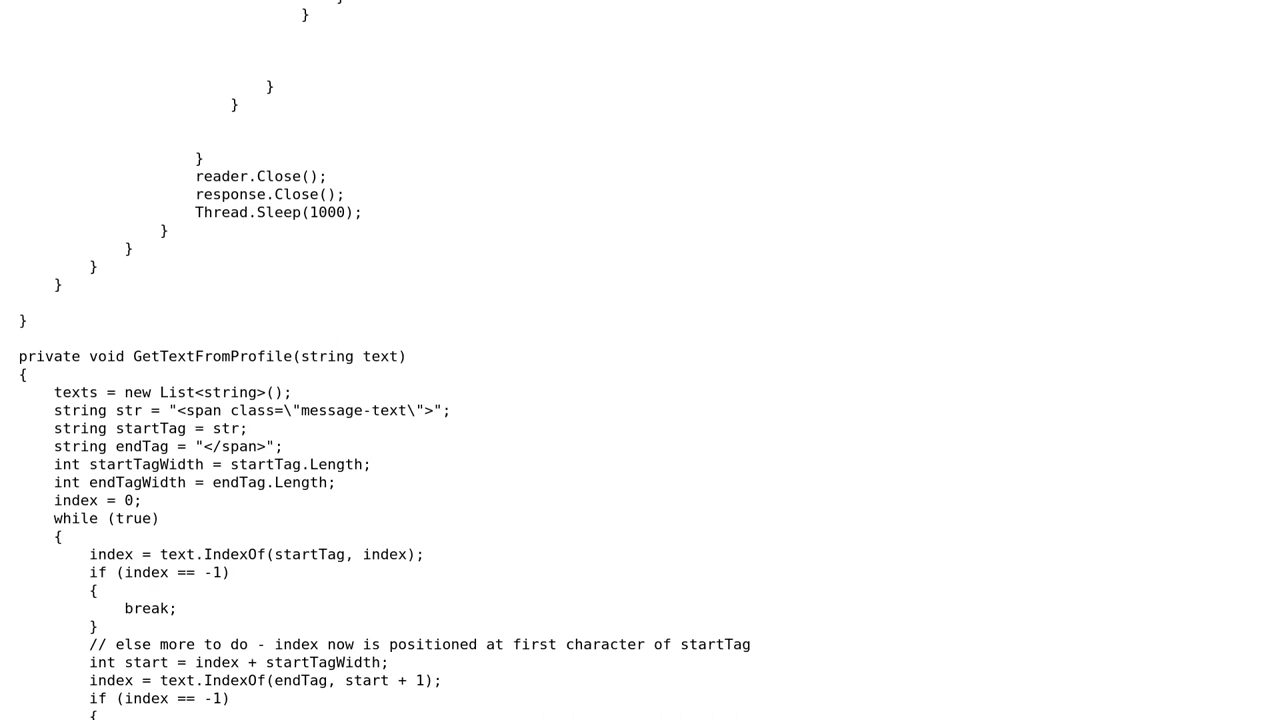 }
}
}
}
}
reader.Close();
response.Close();
Thread.Sleep(1000);
}
}
}
}
}
private void GetTextFromProfile(string text)
{
texts = new List<string>();
string str = "<span class=\"message-text\">";
string startTag = str;
string endTag = "</span>";
int startTagWidth = startTag.Length;
int endTagWidth = endTag.Length;
index = 0;
while (true)
{
index = text.IndexOf(startTag, index);
if (index == -1)
{
break;
}
// else more to do - index now is positioned at first character of startTag
int start = index + startTagWidth;
index = text.IndexOf(endTag, start + 1);
if (index == -1)
{